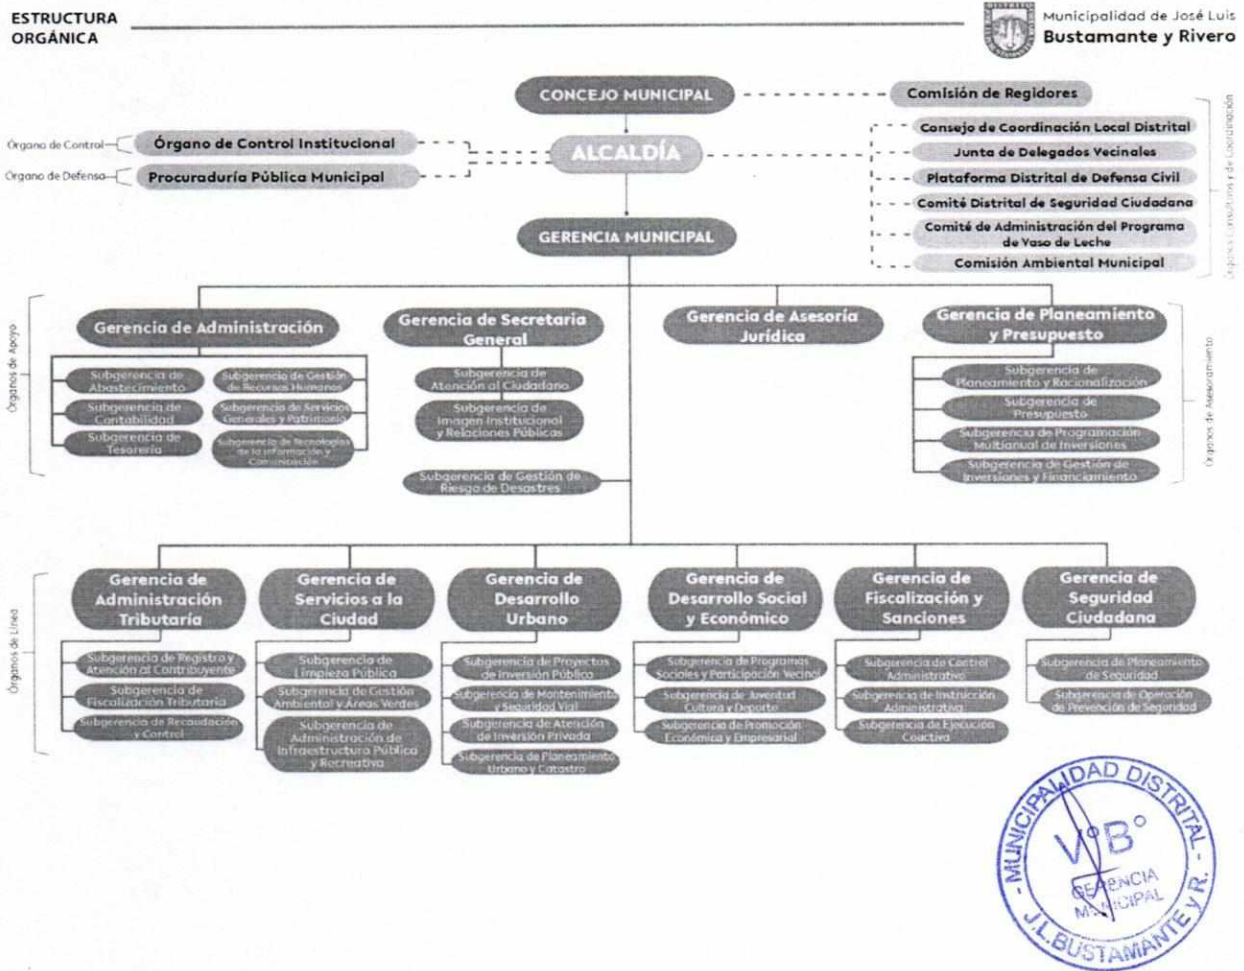 ESTRUCTURA
ORGÁNICA
Municipalidad de José Luis
Bustamante y Rivero
CONCEJO MUNICIPAL
Comisión de Regidores
Órgano de Control
Órgano de Control Institucional
ALCALDÍA
Órgano de Defensa
Procuraduría Pública Municipal
Consejo de Coordinación Local Distrital
Junta de Delegados Vecinales
Plataforma Distrital de Defensa Civil
Comité Distrital de Seguridad Ciudadana
Comité de Administración del Programa
de Vaso de Leche
Comisión Ambiental Municipal
Órganos Consultivos y de Coordinación
GERENCIA MUNICIPAL
Órganos de Apoyo
Gerencia de Administración
Subgerencia de
Abastecimiento
Subgerencia de
Contabilidad
Subgerencia de
Tesorería
Subgerencia de Gestión
de Recursos Humanos
Subgerencia de Servicios
Generales y Patrimonio
Subgerencia de Tecnologías
de la Información y
Comunicación
Gerencia de Secretaria
General
Subgerencia de
Atención al Ciudadano
Subgerencia de
Imagen Institucional
y Relaciones Públicas
Gerencia de Asesoría
Jurídica
Gerencia de Planeamiento
y Presupuesto
Subgerencia de
Planeamiento y Racionalización
Subgerencia de
Presupuesto
Subgerencia de Programación
Multianual de Inversiones
Subgerencia de Gestión de
Inversiones y Financiamiento
Órganos de Asesoramiento
Subgerencia de Gestión de
Riesgo de Desastres
Órganos de Línea
Gerencia de
Administración
Tributaría
Subgerencia de Registro y
Atención al Contribuyente
Subgerencia de
Fiscalización Tributaria
Subgerencia de Recaudación
y Control
Gerencia de
Servicios a la
Ciudad
Subgerencia de
Limpieza Pública
Subgerencia de Gestión
Ambiental y Áreas Verdes
Subgerencia de
Administración de
Infraestructura Pública
y Recreativa
Gerencia de
Desarrollo
Urbano
Subgerencia de Proyectos
de Inversión Pública
Subgerencia de Mantenimiento
y Seguridad Vial
Subgerencia de Atención
de Inversión Privada
Subgerencia de Planeamiento
Urbano y Catastro
Gerencia de
Desarrollo Social
y Económico
Subgerencia de Programas
Sociales y Participación Vecinal
Subgerencia de Juventud
Cultura y Deporte
Subgerencia de Promoción
Económica y Empresarial
Gerencia de
Fiscalización y
Sanciones
Subgerencia de Control
Administrativo
Subgerencia de Instrucción
Administrativa
Subgerencia de Ejecución
Coactiva
Gerencia de
Seguridad
Ciudadana
Subgerencia de Planeamiento
de Seguridad
Subgerencia de Operación
de Prevención de Seguridad
- MUNICIPALIDAD DISTRITAL -
V°B°
GERENCIA
MUNICIPAL
J.L.BUSTAMANTE y R.